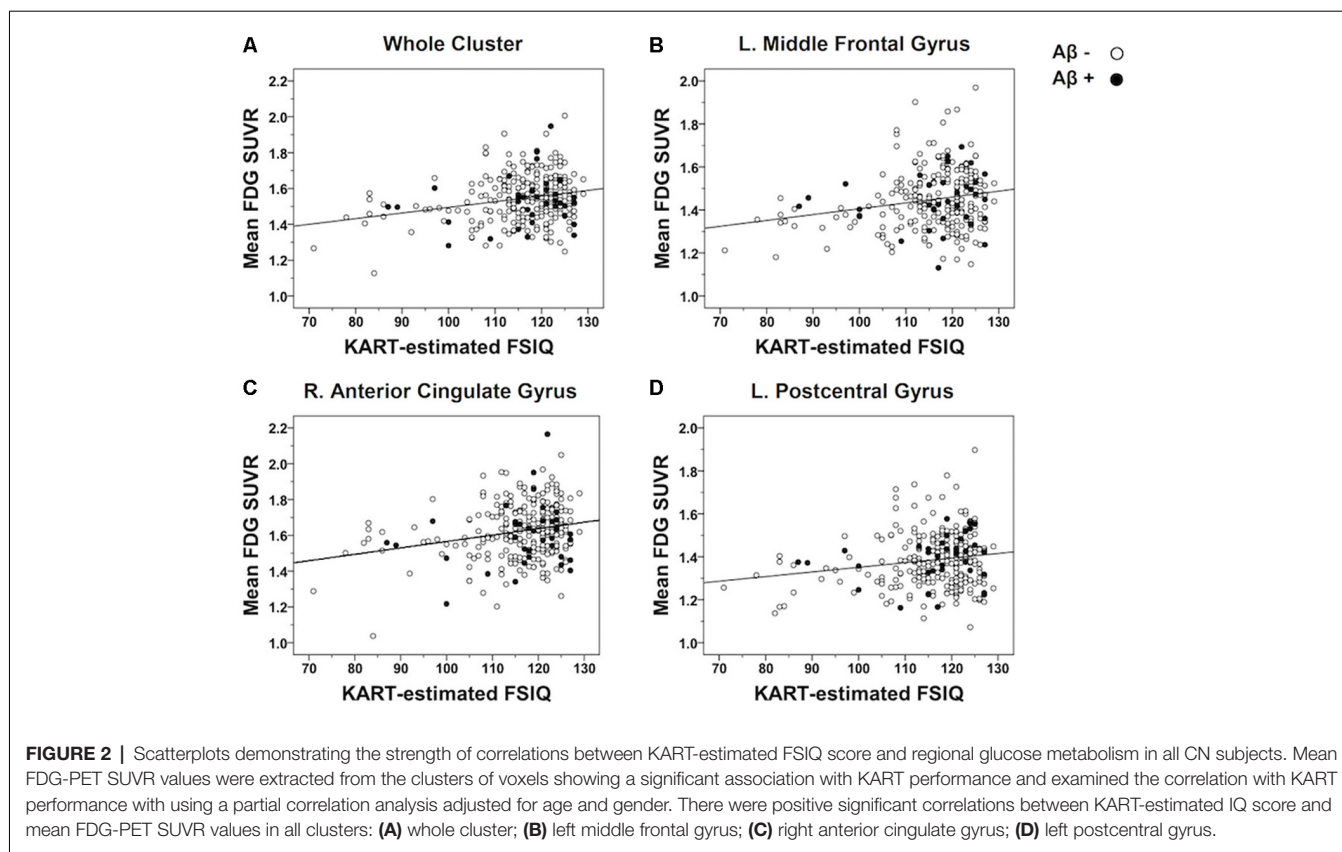 A Whole Cluster
Mean FDG SUVR
2.2
2.0
1.8
1.6
1.4
1.2
1.0
70 80 90 100 110 120 130
KART-estimated FSIQ
B L. Middle Frontal Gyrus
Mean FDG SUVR
2.0
1.8
1.6
1.4
1.2
1.0
70 80 90 100 110 120 130
KART-estimated FSIQ
Aβ -
Aβ +
C R. Anterior Cingulate Gyrus
Mean FDG SUVR
2.2
2.0
1.8
1.6
1.4
1.2
1.0
70 80 90 100 110 120 130
KART-estimated FSIQ
D L. Postcentral Gyrus
Mean FDG SUVR
2.0
1.8
1.6
1.4
1.2
1.0
70 80 90 100 110 120 130
KART-estimated FSIQ
FIGURE 2 | Scatterplots demonstrating the strength of correlations between KART-estimated FSIQ score and regional glucose metabolism in all CN subjects. Mean
FDG-PET SUVR values were extracted from the clusters of voxels showing a significant association with KART performance and examined the correlation with KART
performance with using a partial correlation analysis adjusted for age and gender. There were positive significant correlations between KART-estimated IQ score and
mean FDG-PET SUVR values in all clusters: (A) whole cluster; (B) left middle frontal gyrus; (C) right anterior cingulate gyrus; (D) left postcentral gyrus.